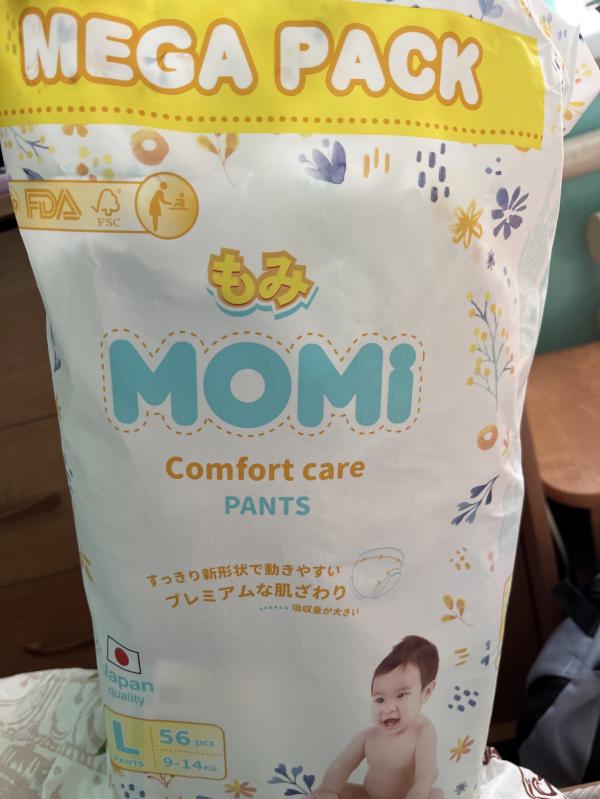 MEGA PACK
FDA
FSC
もみ
MOMi
Comfort care
PANTS
すっきり新形状で動きやすい
プレミアムな肌ざわり
•••••• 吸収量が大きい
Japan
quality
L
PANTS
56 pcs
9-14KG